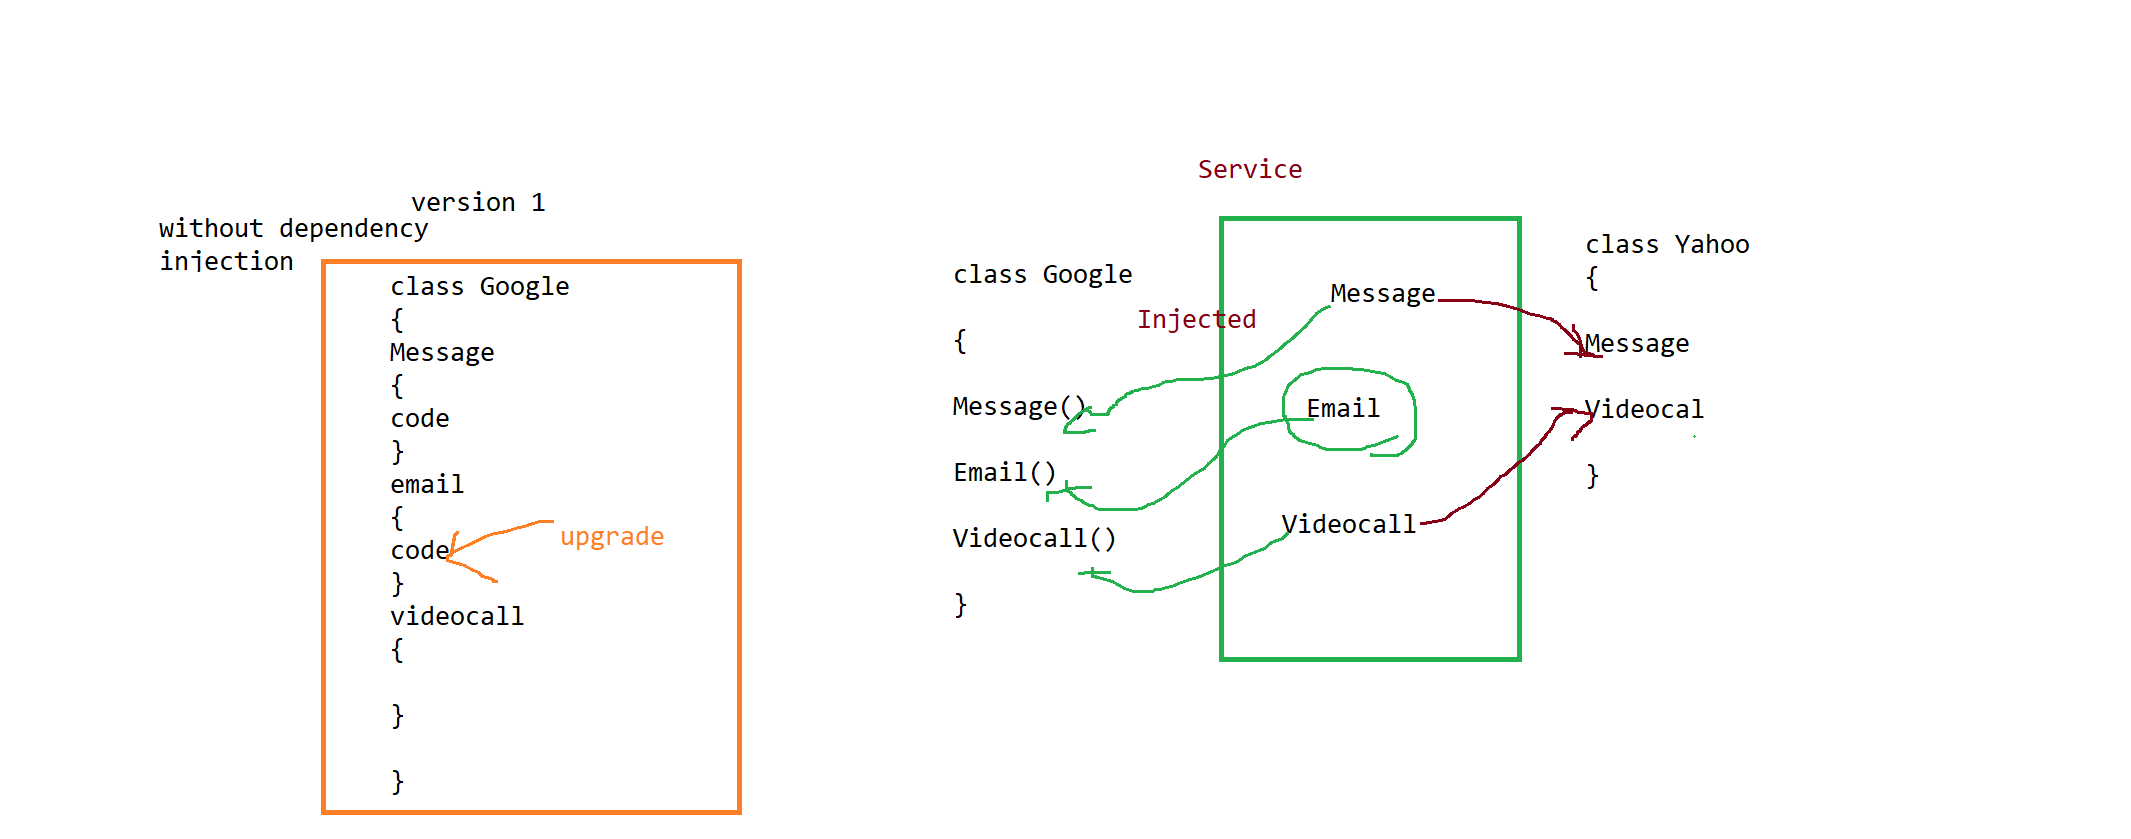 version 1
without dependency
injection
class Google
{
Message
{
code
}
email
{
code
upgrade
}
videocall
{
}
}
Service
class Google
{
Injected
Message()
Email()
Videocall()
}
Message
Email
Videocall
class Yahoo
{
Message
Videocal
}